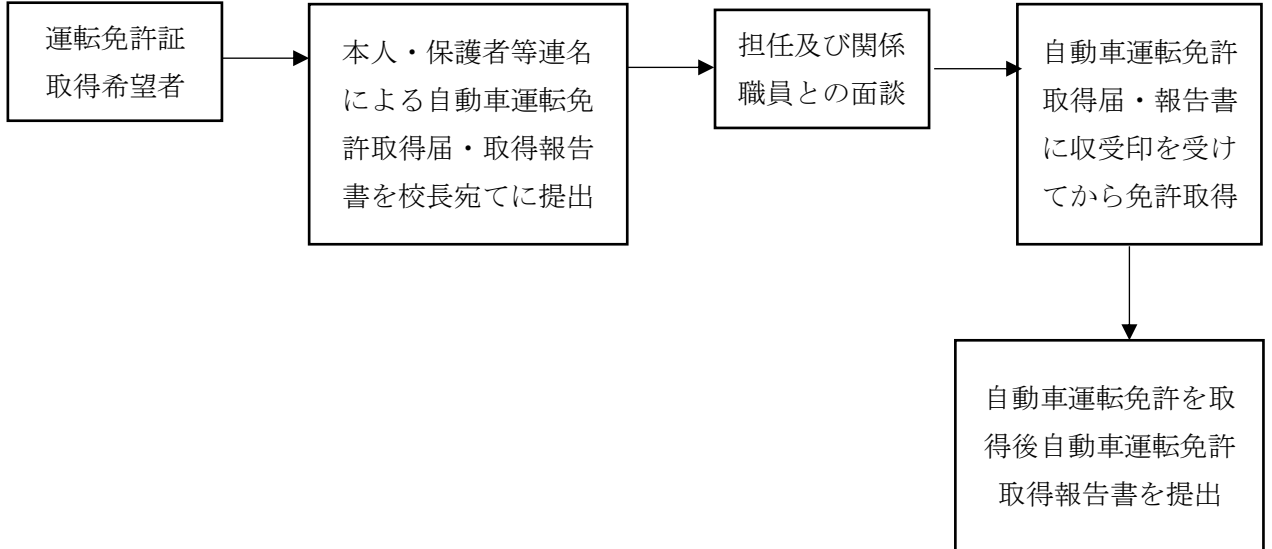 運転免許証
取得希望者
本人・保護者等連名
による自動車運転免
許取得届・取得報告
書を校長宛てに提出
担任及び関係
職員との面談
自動車運転免許
取得届・報告書
に収受印を受け
てから免許取得
自動車運転免許を取
得後自動車運転免許
取得報告書を提出